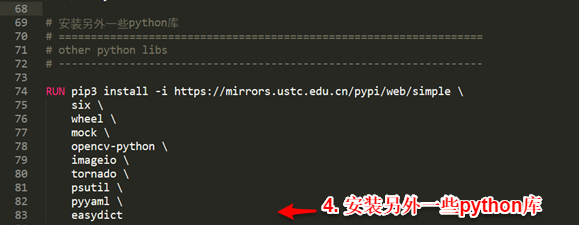 68
69 # 安装另外一些python库
70 # ==================================================================
71 # other python libs
72 # ------------------------------------------------------------------
73
74 RUN pip3 install -i https://mirrors.ustc.edu.cn/pypi/web/simple \
75 six \
76 wheel \
77 mock \
78 opencv-python \
79 imageio \
80 tornado \
81 psutil \
82 pyyaml \
83 easydict
4. 安装另外一些python库